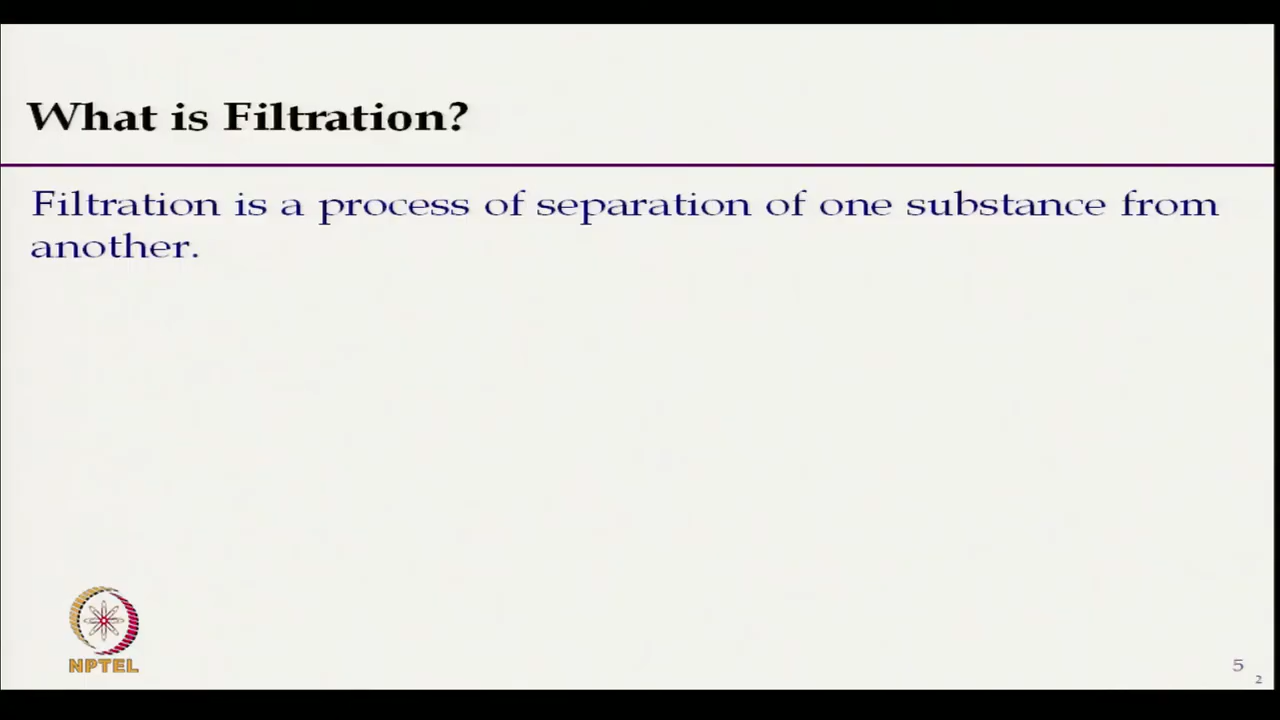 What is Filtration?
Filtration is a process of separation of one substance from
another.
NPTEL
5
2